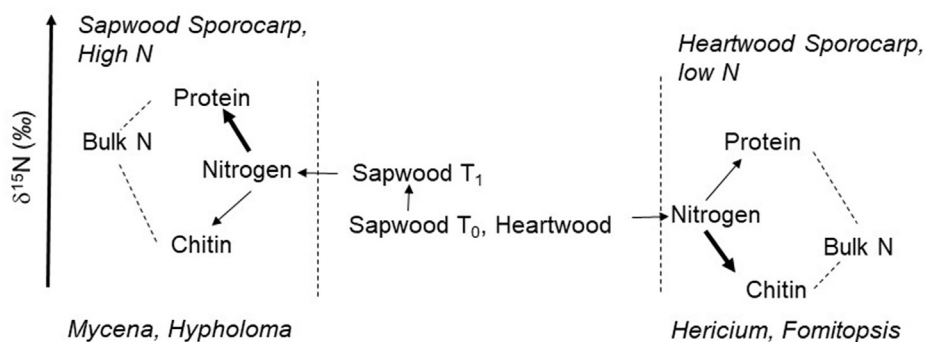 δ¹⁵N (‰)
Sapwood Sporocarp,
High N
Protein
Bulk N
Nitrogen
Chitin
Mycena, Hypholoma
Sapwood T₁
Sapwood T₀, Heartwood
Heartwood Sporocarp,
low N
Protein
Nitrogen
Bulk N
Chitin
Hericium, Fomitopsis